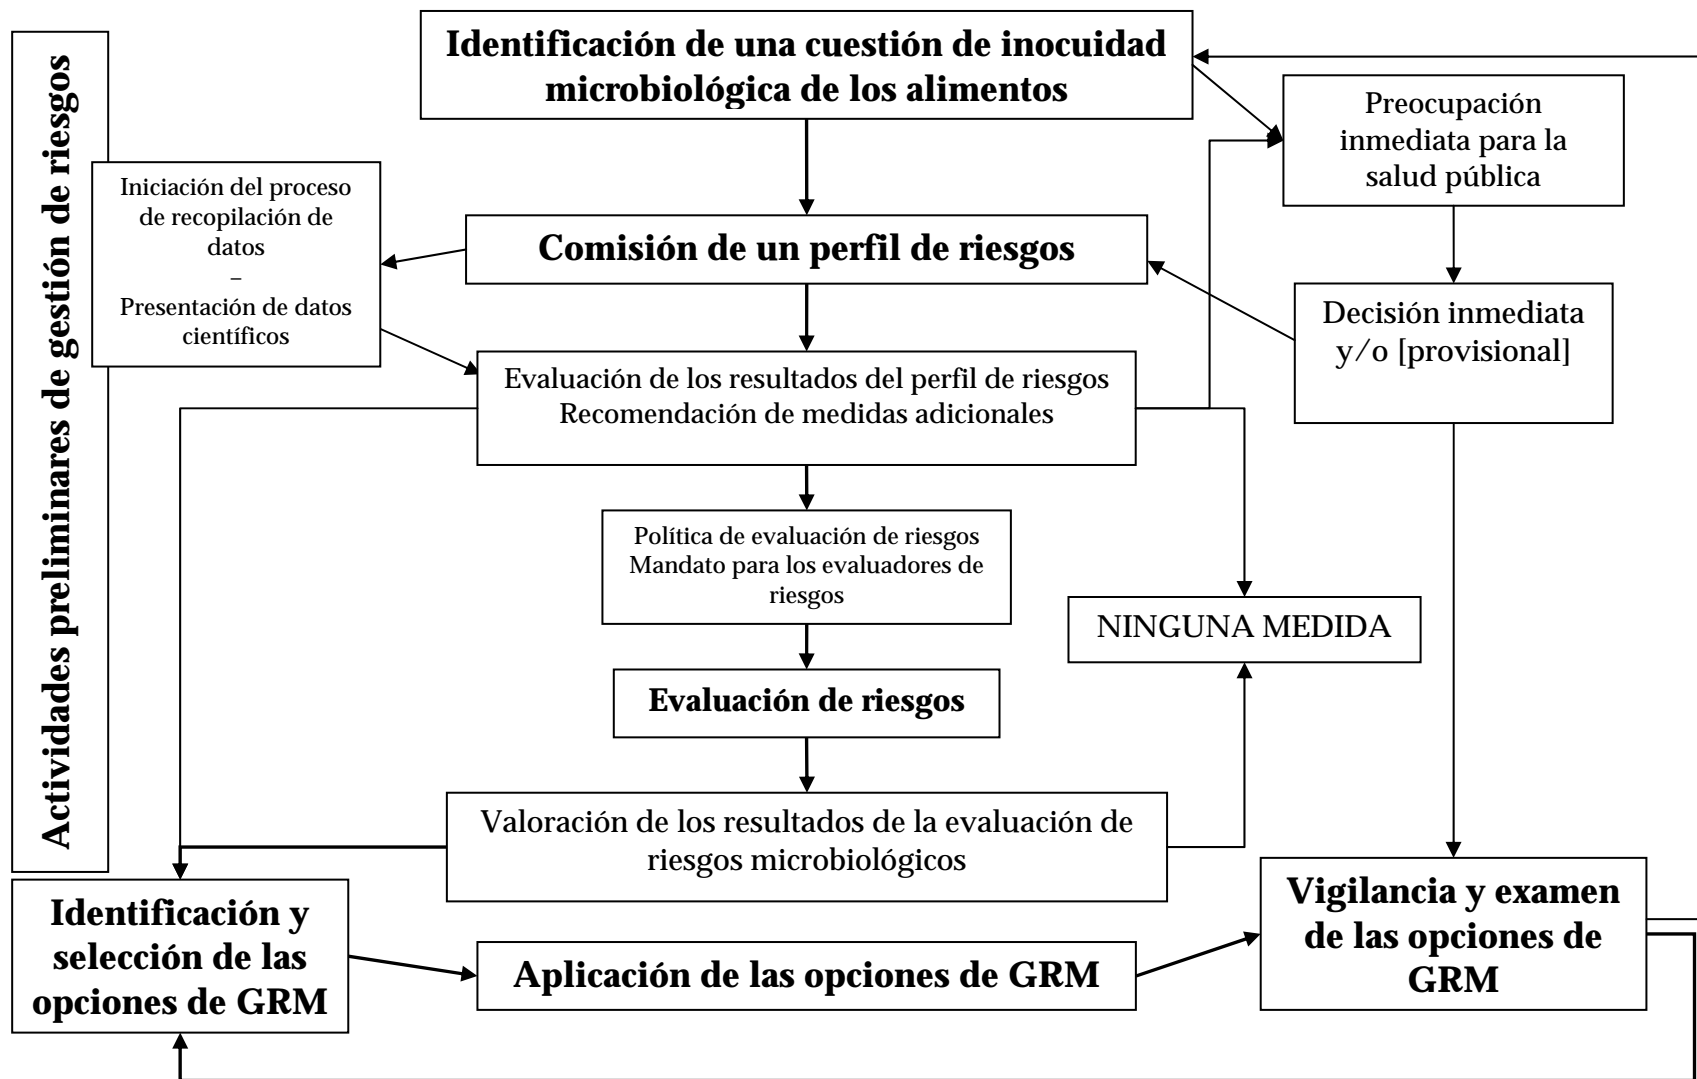 Identificación de una cuestión de inocuidad
microbiológica de los alimentos
Actividades preliminares de gestión de riesgos
Preocupación
inmediata para la
salud pública
Iniciación del proceso
de recopilación de
datos
–
Presentación de datos
científicos
Comisión de un perfil de riesgos
Decisión inmediata
y/o [provisional]
Evaluación de los resultados del perfil de riesgos
Recomendación de medidas adicionales
Política de evaluación de riesgos
Mandato para los evaluadores de
riesgos
NINGUNA MEDIDA
Evaluación de riesgos
Valoración de los resultados de la evaluación de
riesgos microbiológicos
Identificación y
selección de las
opciones de GRM
Aplicación de las opciones de GRM
Vigilancia y examen
de las opciones de
GRM